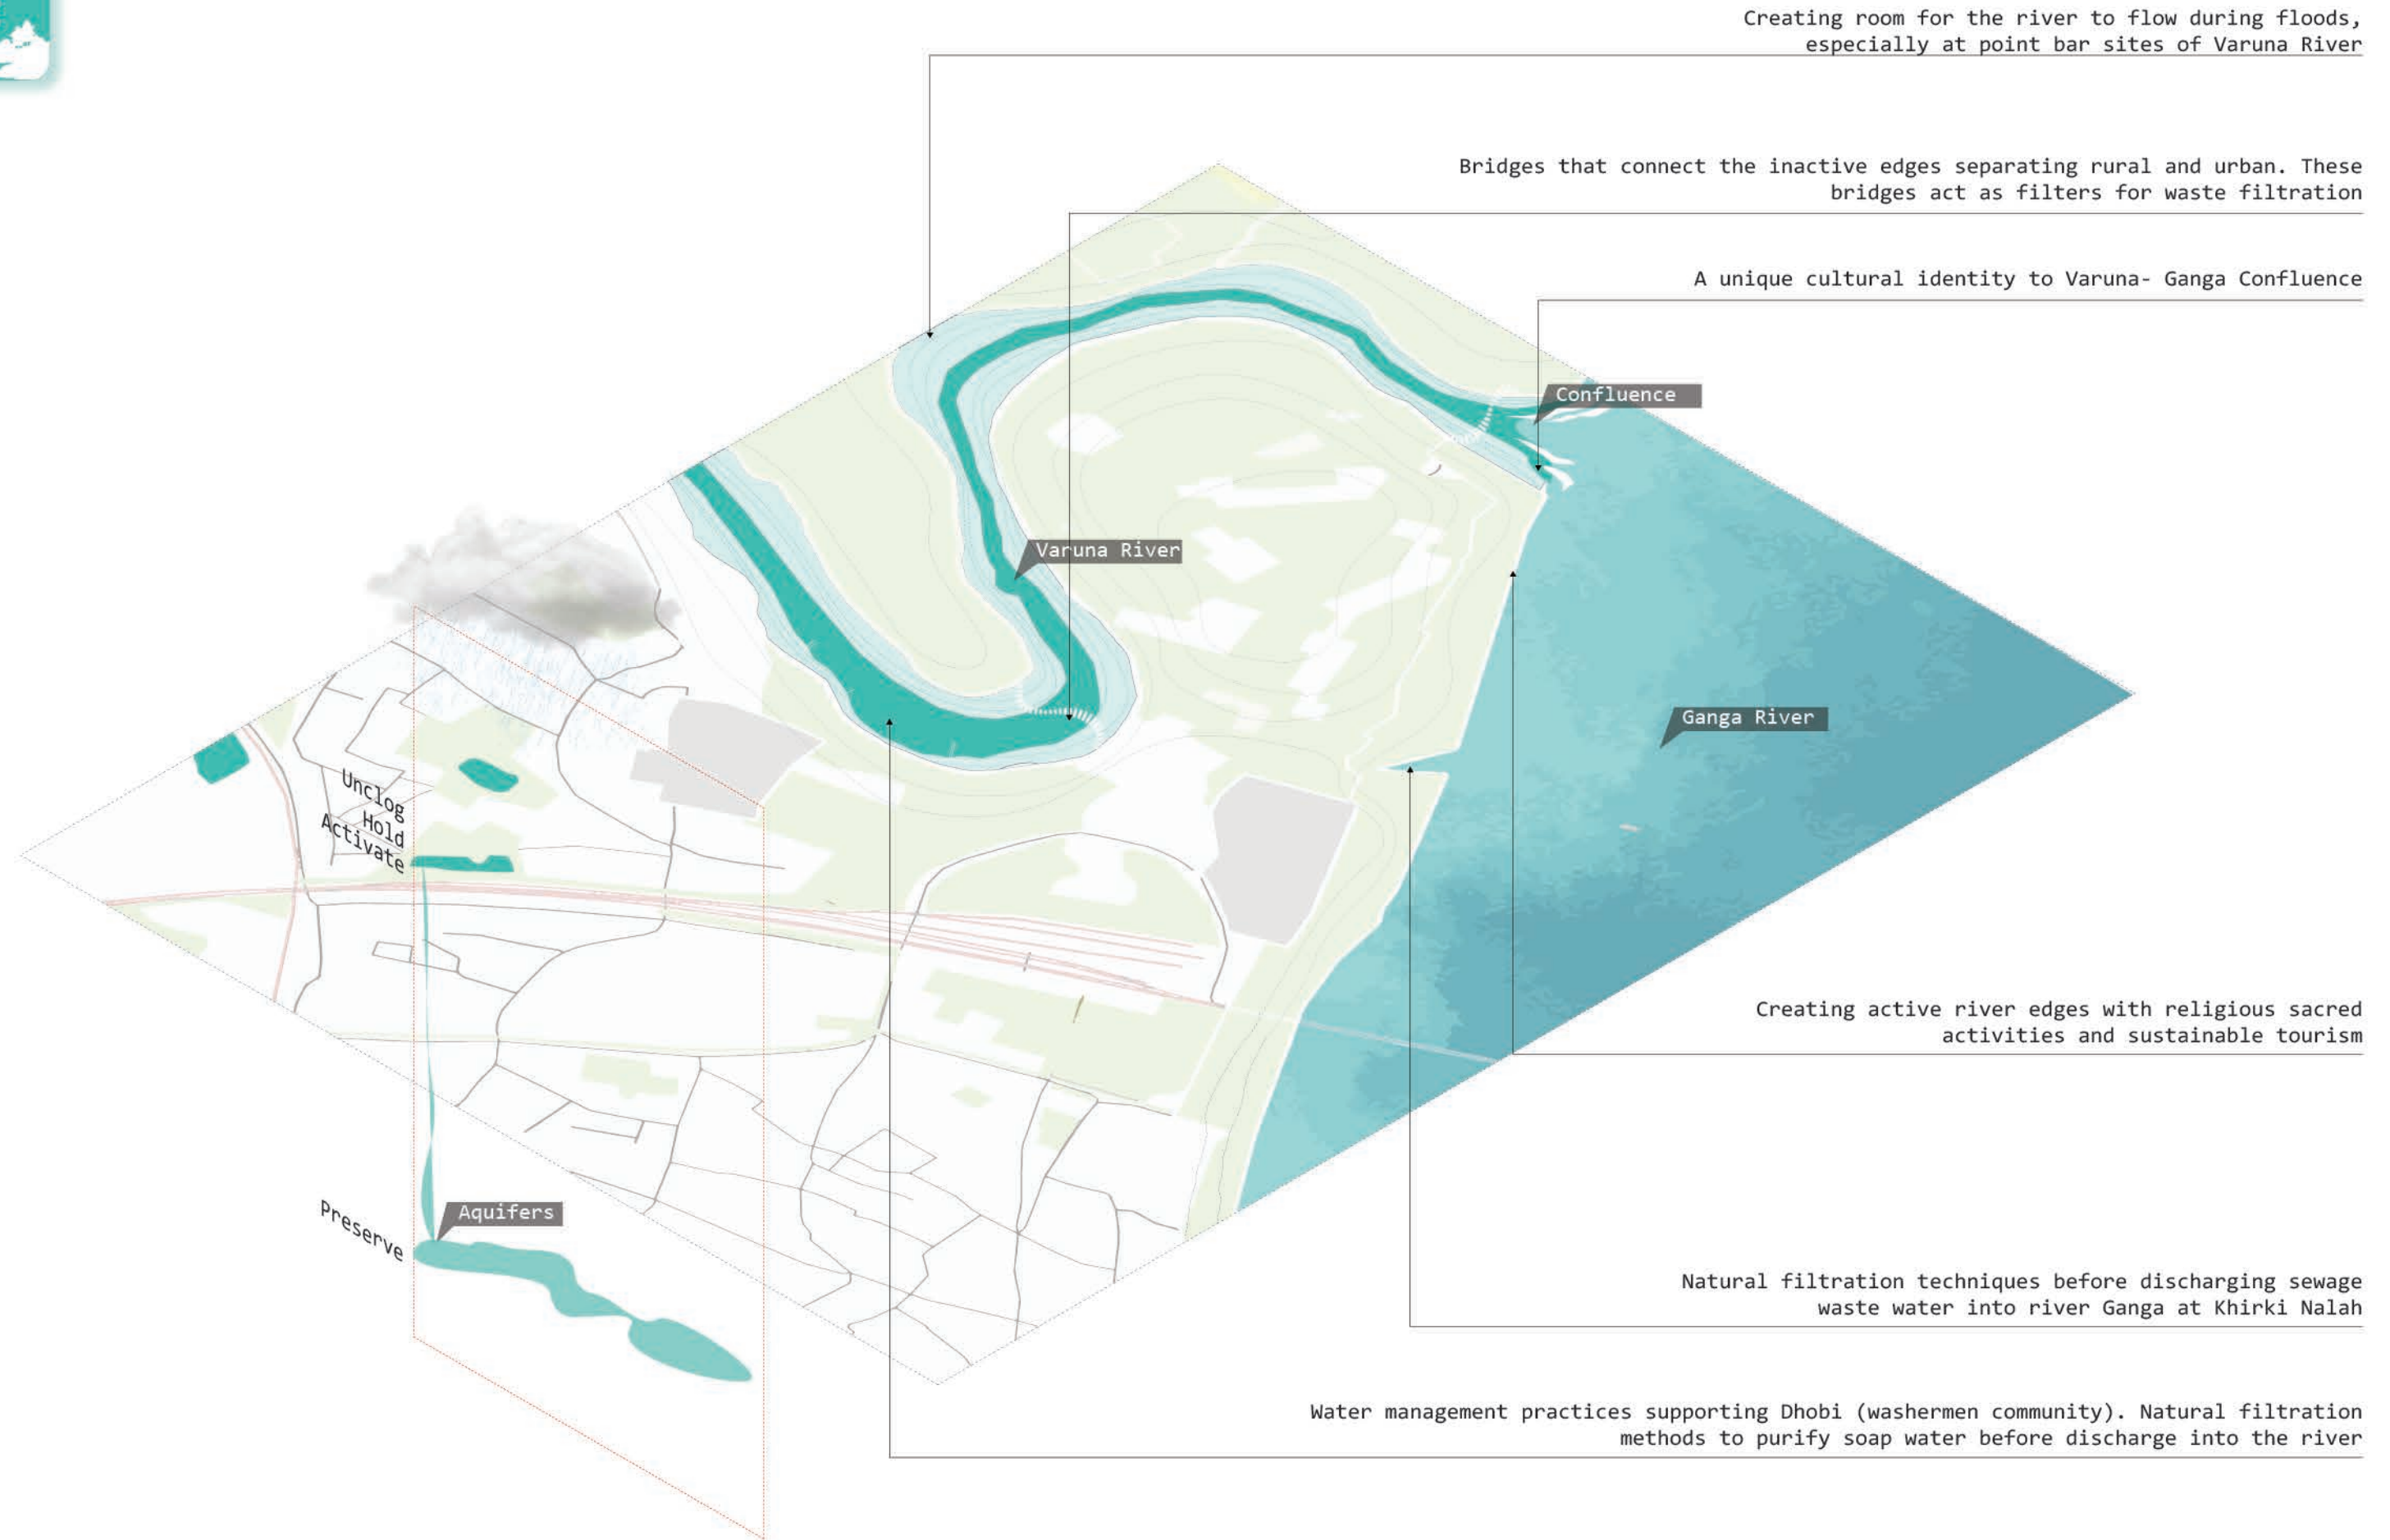 Creating room for the river to flow during floods,
especially at point bar sites of Varuna River
Bridges that connect the inactive edges separating rural and urban. These
bridges act as filters for waste filtration
A unique cultural identity to Varuna- Ganga Confluence
Confluence
Varuna River
Ganga River
Unclog
Hold
Activate
Creating active river edges with religious sacred
activities and sustainable tourism
Preserve
Aquifers
Natural filtration techniques before discharging sewage
waste water into river Ganga at Khirki Nalah
Water management practices supporting Dhobi (washermen community). Natural filtration
methods to purify soap water before discharge into the river